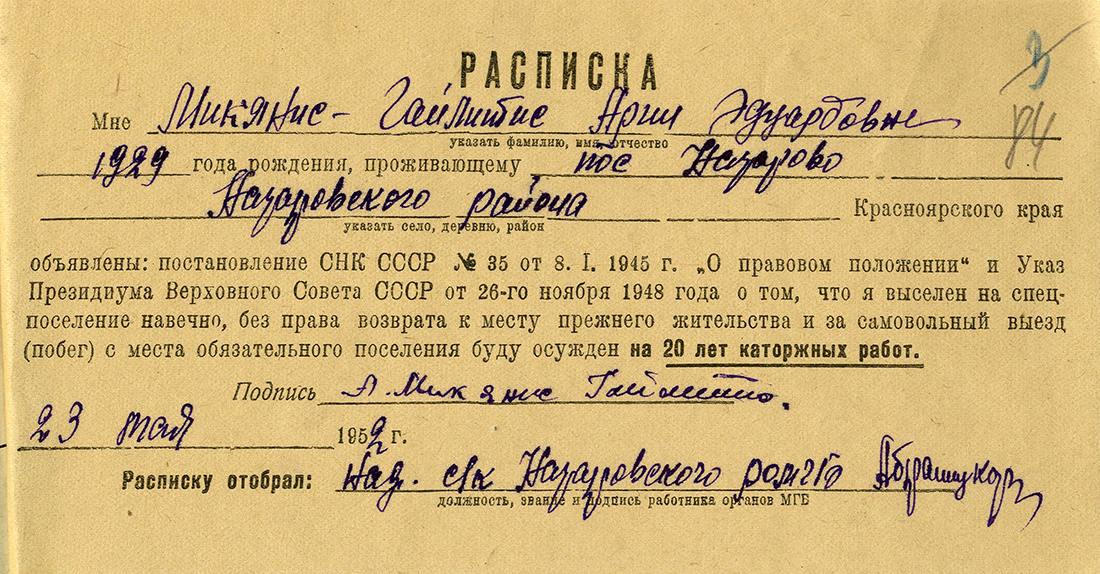 3
84
РАСПИСКА
Мне Микянис-Гайлитис Арии Эдуардовне
указать фамилию, имя, отчество
1929 года рождения, проживающему пос Назарово
Назаровского района Красноярского края
указать село, деревню, район
объявлены: постановление СНК СССР № 35 от 8. I. 1945 г. „О правовом положении“ и Указ
Президиума Верховного Совета СССР от 26-го ноября 1948 года о том, что я выселен на спец-
поселение навечно, без права возврата к месту прежнего жительства и за самовольный выезд
(побег) с места обязательного поселения буду осужден на 20 лет каторжных работ.
Подпись А. Микянис Гайлитис.
23 мая 1952 г.
Расписку отобрал: Над. с/к Назаровского РОМГБ
должность, звание и подпись работника органов МГБ